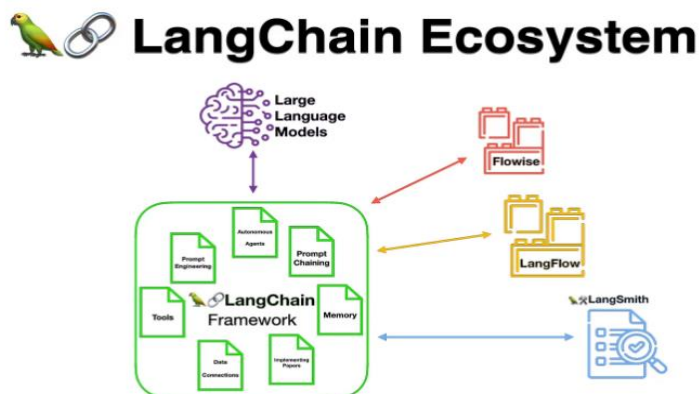 LangChain Ecosystem
Large
Language
Models
Flowise
LangFlow
LangSmith
Autonomous
Agents
Prompt
Engineering
Prompt
Chaining
LangChain
Framework
Tools
Memory
Data
Connections
Implementing
Papers